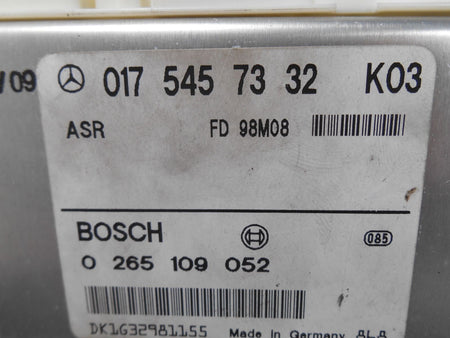 017 545 73 32 K03
09
ASR FD 98M08
BOSCH 085
0 265 109 052
DK1G32981155 Made in Germany ALA